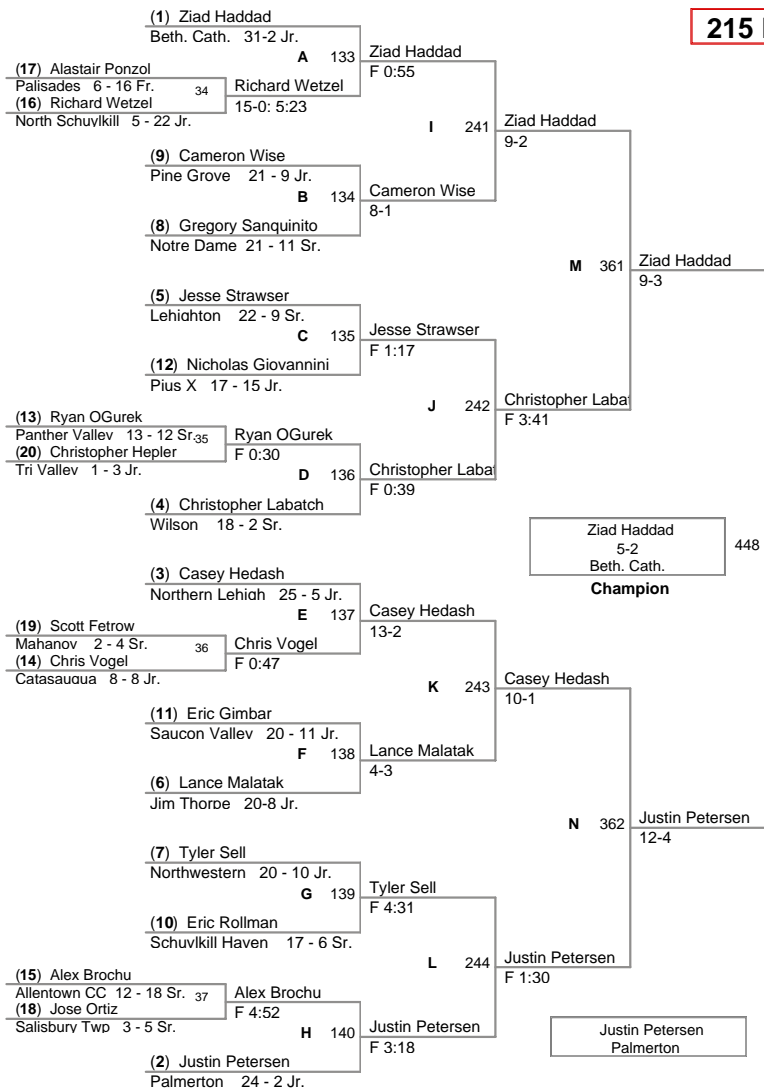 (1) Ziad Haddad
Beth. Cath. 31-2 Jr.
215
A 133
Ziad Haddad
F 0:55
(17) Alastair Ponzol
Palisades 6 - 16 Fr.
34
(16) Richard Wetzel
North Schuylkill 5 - 22 Jr.
Richard Wetzel
15-0: 5:23
I 241
Ziad Haddad
9-2
(9) Cameron Wise
Pine Grove 21 - 9 Jr.
B 134
Cameron Wise
8-1
(8) Gregory Sanquinito
Notre Dame 21 - 11 Sr.
M 361
Ziad Haddad
9-3
(5) Jesse Strawser
Lehighton 22 - 9 Sr.
C 135
Jesse Strawser
F 1:17
(12) Nicholas Giovannini
Pius X 17 - 15 Jr.
J 242
Christopher Labat
F 3:41
(13) Ryan OGurek
Panther Valley 13 - 12 Sr.
35
(20) Christopher Hepler
Tri Valley 1 - 3 Jr.
Ryan OGurek
F 0:30
D 136
Christopher Labat
F 0:39
(4) Christopher Labatch
Wilson 18 - 2 Sr.
Ziad Haddad
5-2
Beth. Cath.
448
Champion
(3) Casey Hedash
Northern Lehigh 25 - 5 Jr.
E 137
Casey Hedash
13-2
(19) Scott Fetrow
Mahanoy 2 - 4 Sr.
36
(14) Chris Vogel
Catasauqua 8 - 8 Jr.
Chris Vogel
F 0:47
K 243
Casey Hedash
10-1
(11) Eric Gimbar
Saucon Valley 20 - 11 Jr.
F 138
Lance Malatak
4-3
(6) Lance Malatak
Jim Thorpe 20-8 Jr.
N 362
Justin Petersen
12-4
(7) Tyler Sell
Northwestern 20 - 10 Jr.
G 139
Tyler Sell
F 4:31
(10) Eric Rollman
Schuylkill Haven 17 - 6 Sr.
L 244
Justin Petersen
F 1:30
(15) Alex Brochu
Allentown CC 12 - 18 Sr.
37
(18) Jose Ortiz
Salisbury Twp 3 - 5 Sr.
Alex Brochu
F 4:52
H 140
Justin Petersen
F 3:18
(2) Justin Petersen
Palmerton 24 - 2 Jr.
Justin Petersen
Palmerton